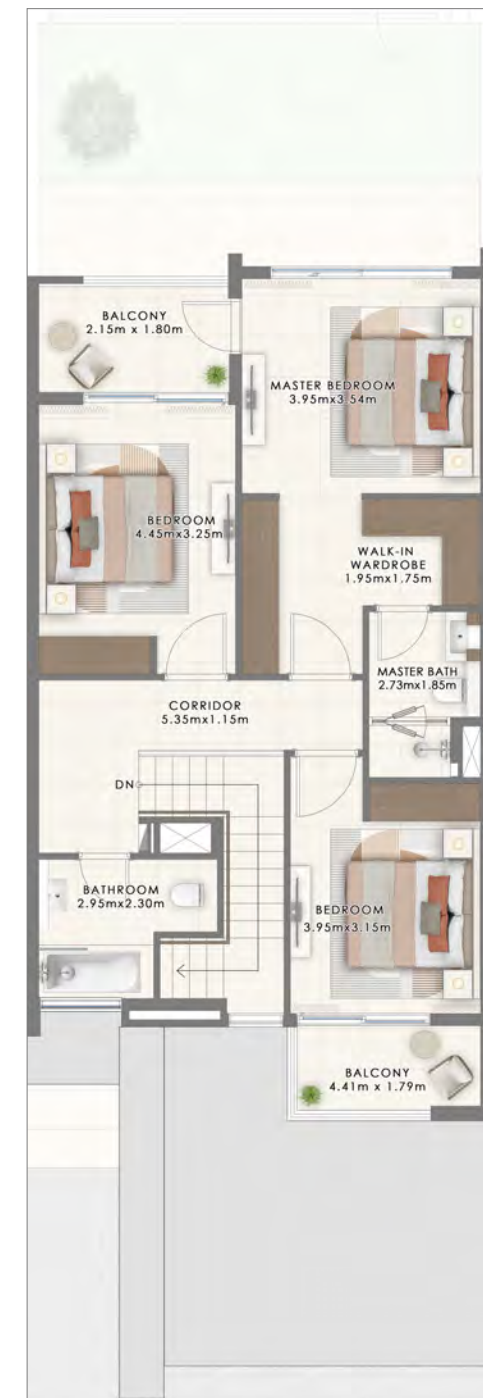 BALCONY
2.15m x 1.80m
MASTER BEDROOM
3.95mx3.54m
BEDROOM
4.45mx3.25m
WALK-IN
WARDROBE
1.95mx1.75m
MASTER BATH
2.73mx1.85m
CORRIDOR
5.35mx1.15m
DN
BATHROOM
2.95mx2.30m
BEDROOM
3.95mx3.15m
BALCONY
4.41m x 1.79m